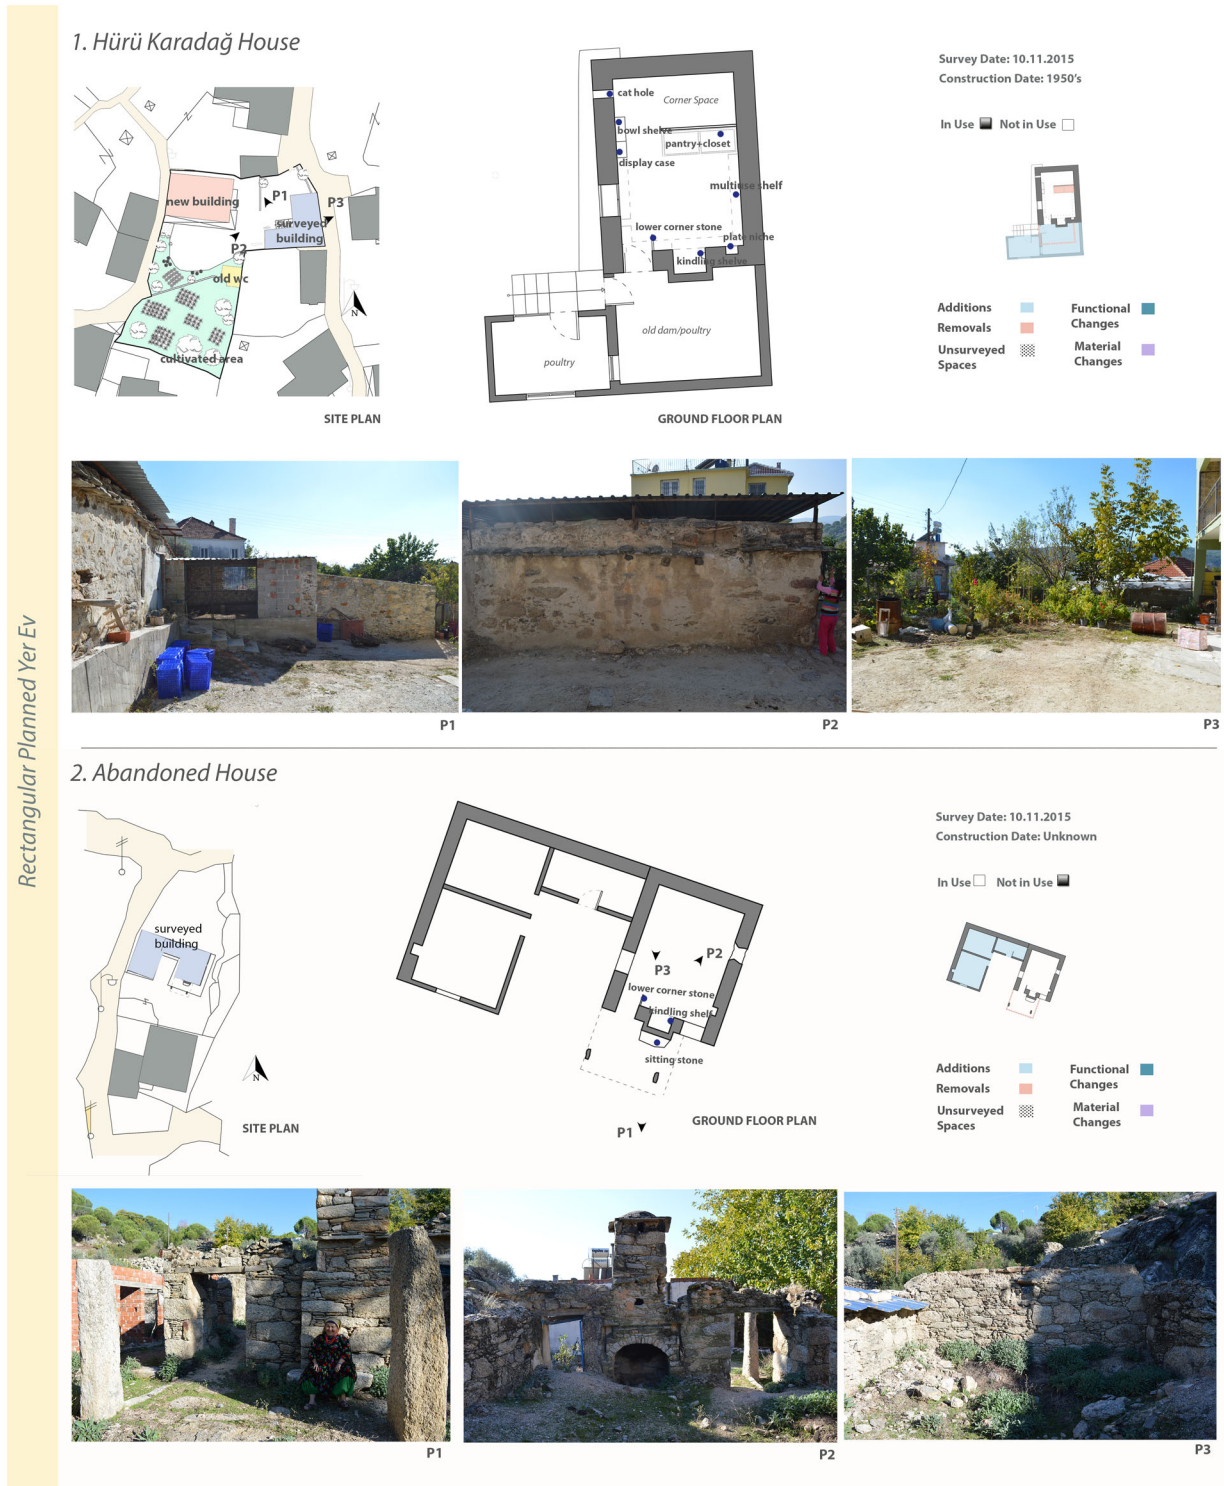 Rectangular Planned Yer Ev
1. Hürü Karadağ House
new building
P1
P3
surveyed
building
P2
old wc
cultivated area
N
SITE PLAN
cat hole
Corner Space
bowl shelve
pantry+closet
display case
multiuse shelf
lower corner stone
plate niche
kindling shelve
old dam/poultry
poultry
GROUND FLOOR PLAN
Survey Date: 10.11.2015
Construction Date: 1950's
In Use Not in Use
Additions
Removals
Unsurveyed
Spaces
Functional
Changes
Material
Changes
P1
P2
P3
2. Abandoned House
surveyed
building
N
SITE PLAN
P2
P3
lower corner stone
kindling shelf
sitting stone
P1
GROUND FLOOR PLAN
Survey Date: 10.11.2015
Construction Date: Unknown
In Use Not in Use
Additions
Removals
Unsurveyed
Spaces
Functional
Changes
Material
Changes
P1
P2
P3